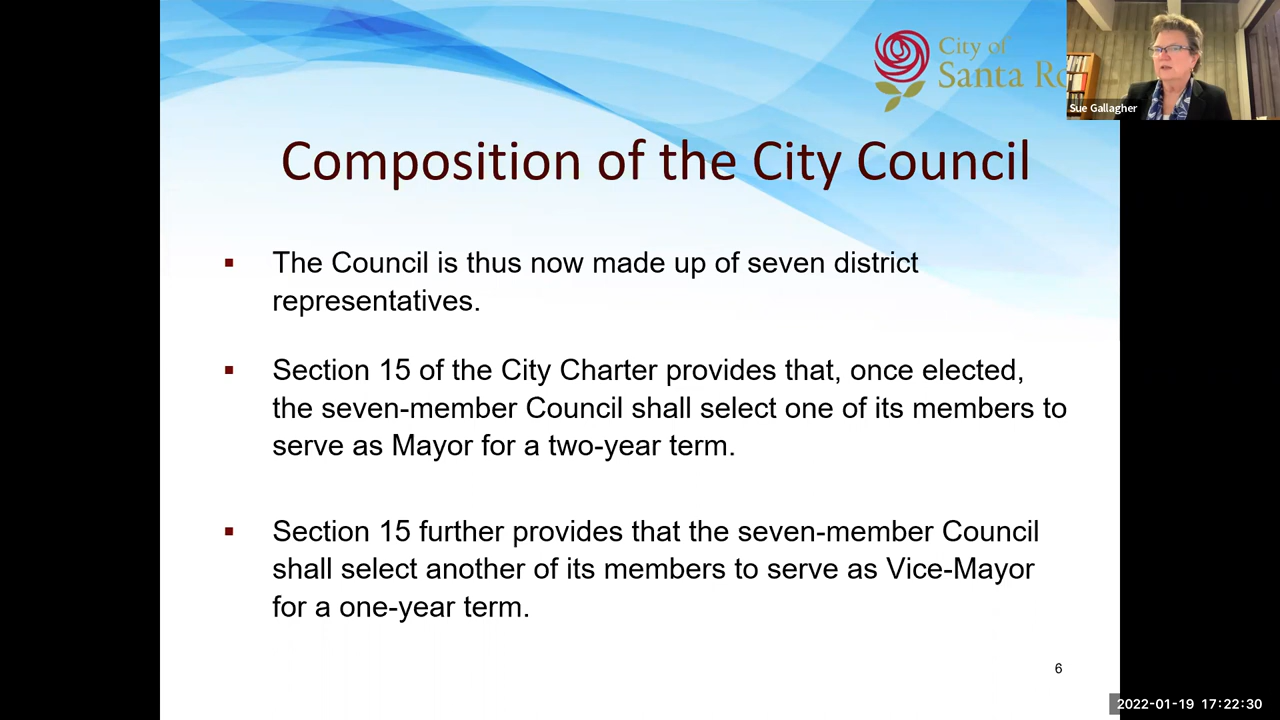 City of
Santa Ro
Sue Gallagher
Composition of the City Council
▪ The Council is thus now made up of seven district
representatives.
▪ Section 15 of the City Charter provides that, once elected,
the seven-member Council shall select one of its members to
serve as Mayor for a two-year term.
▪ Section 15 further provides that the seven-member Council
shall select another of its members to serve as Vice-Mayor
for a one-year term.
6
2022-01-19 17:22:30